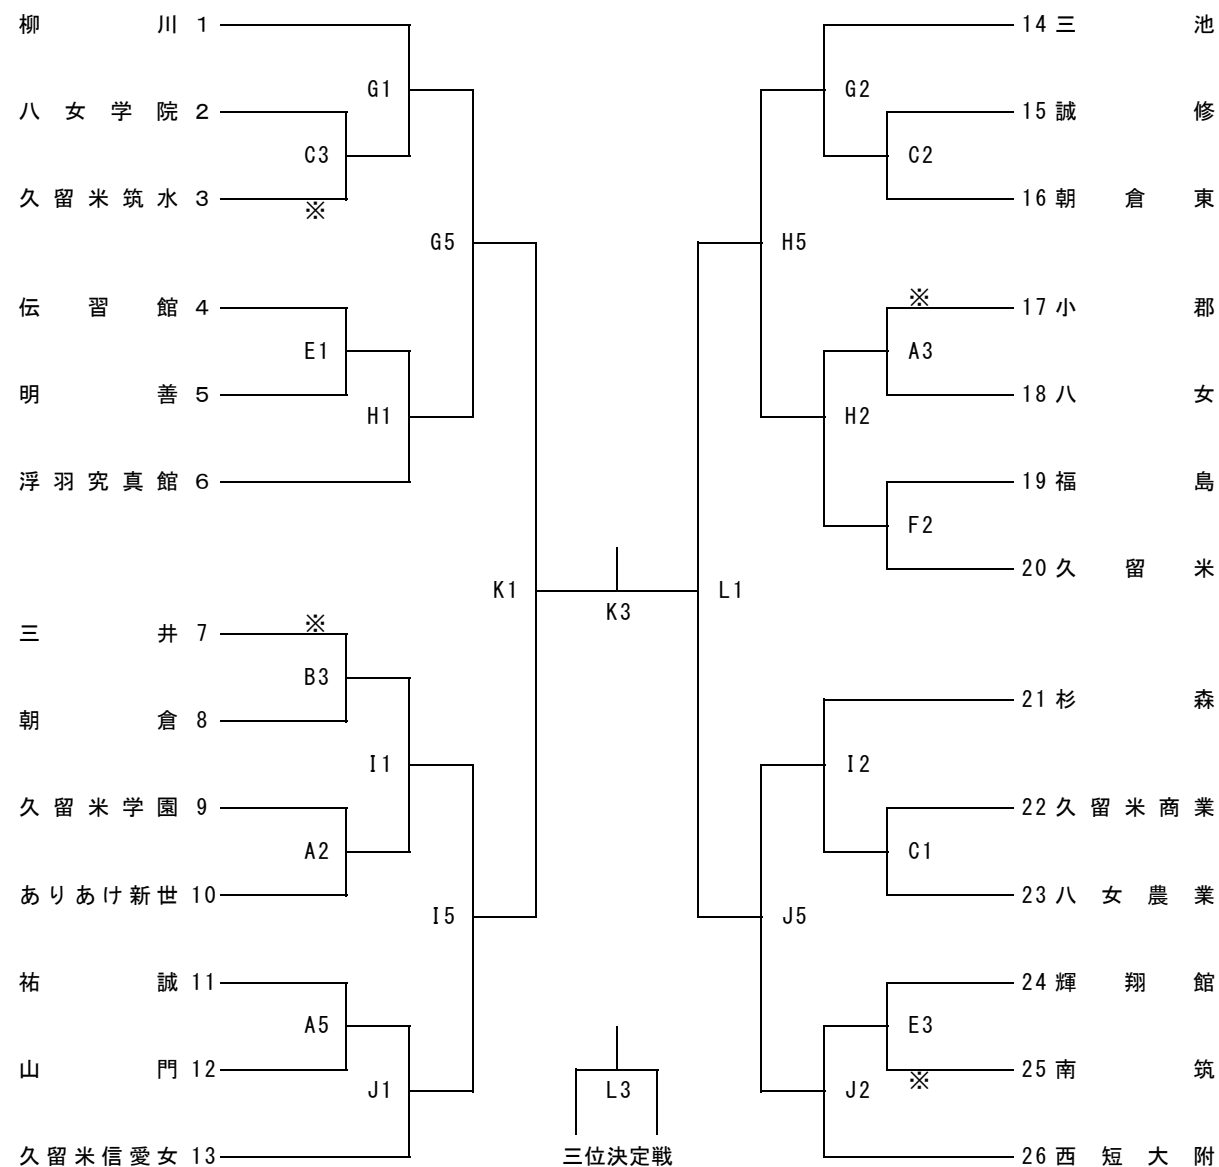 柳川 1
G1
八女学院 2
C3
久留米筑水 3
※
G5
伝習館 4
E1
明善 5
H1
浮羽究真館 6
K1
三井 7
※
B3
朝倉 8
I1
久留米学園 9
A2
ありあけ新世 10
I5
祐誠 11
A5
山門 12
J1
久留米信愛女 13
K3
L3
三位決定戦
14 三池
G2
15 誠修
C2
16 朝倉東
H5
※
17 小郡
A3
18 八女
H2
19 福島
F2
20 久留米
L1
21 杉森
I2
22 久留米商業
C1
23 八女農業
J5
24 輝翔館
E3
25 南筑
※
J2
26 西短大附